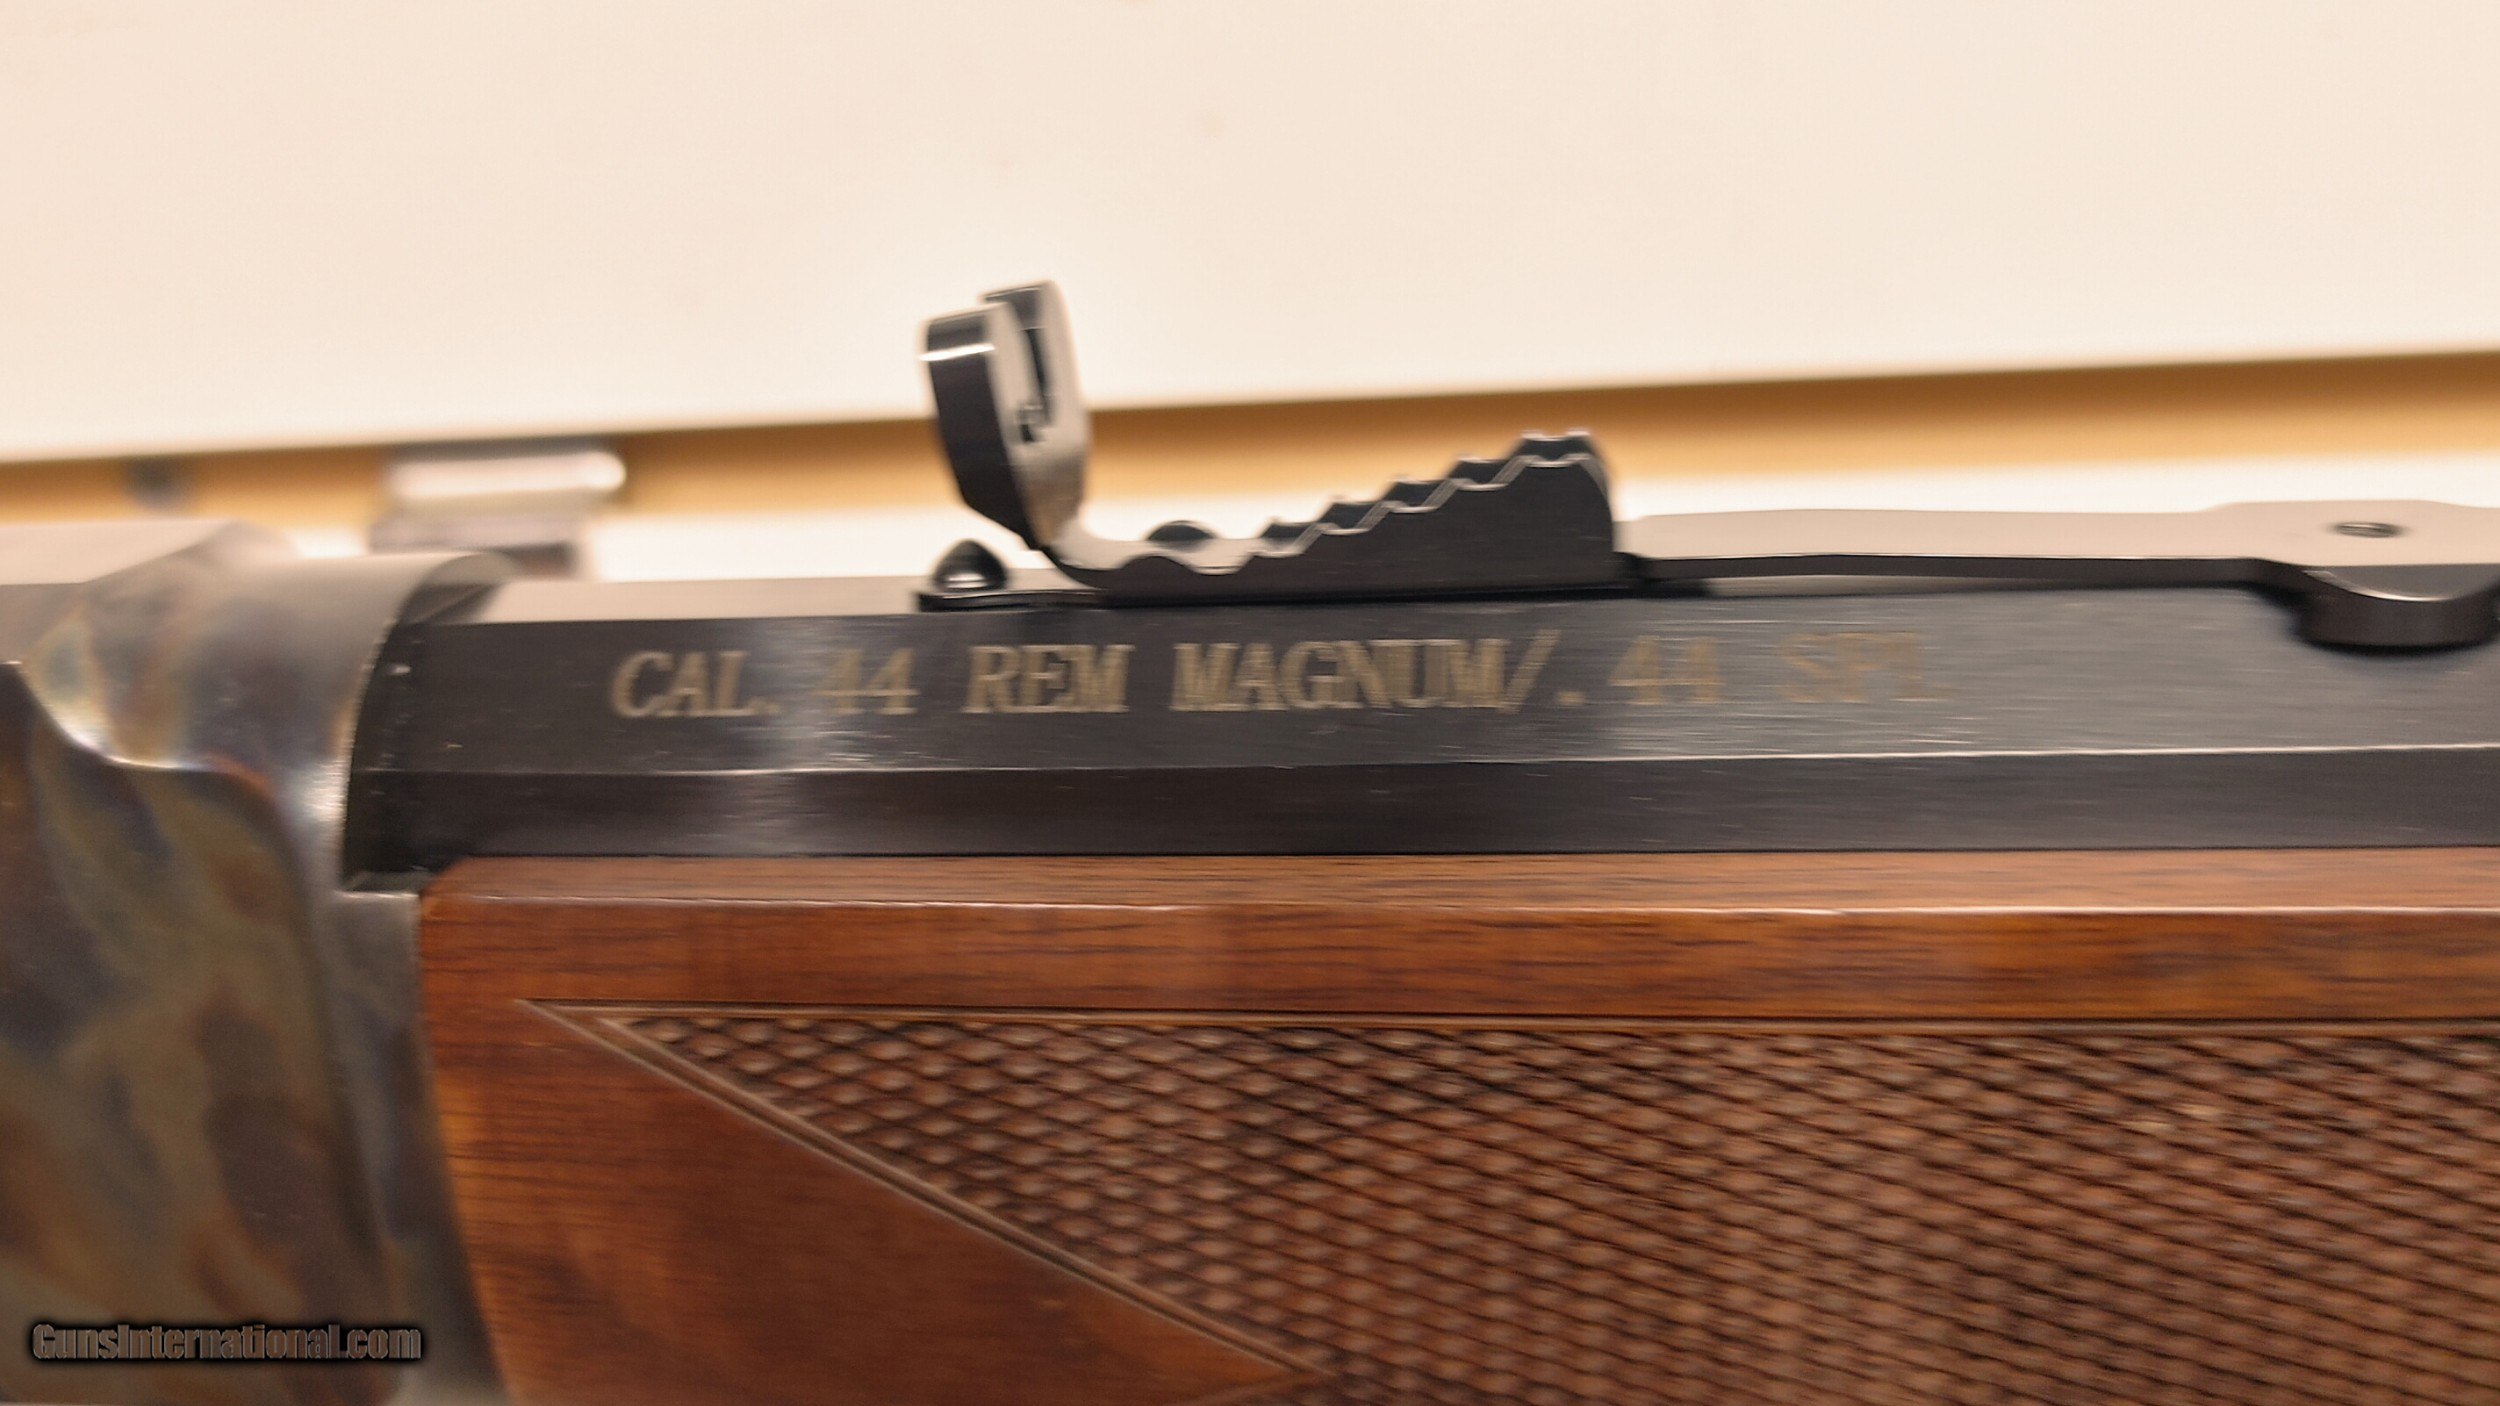 CAL. .44 REM MAGNUM/. 44 SPL
GunsInternational.com